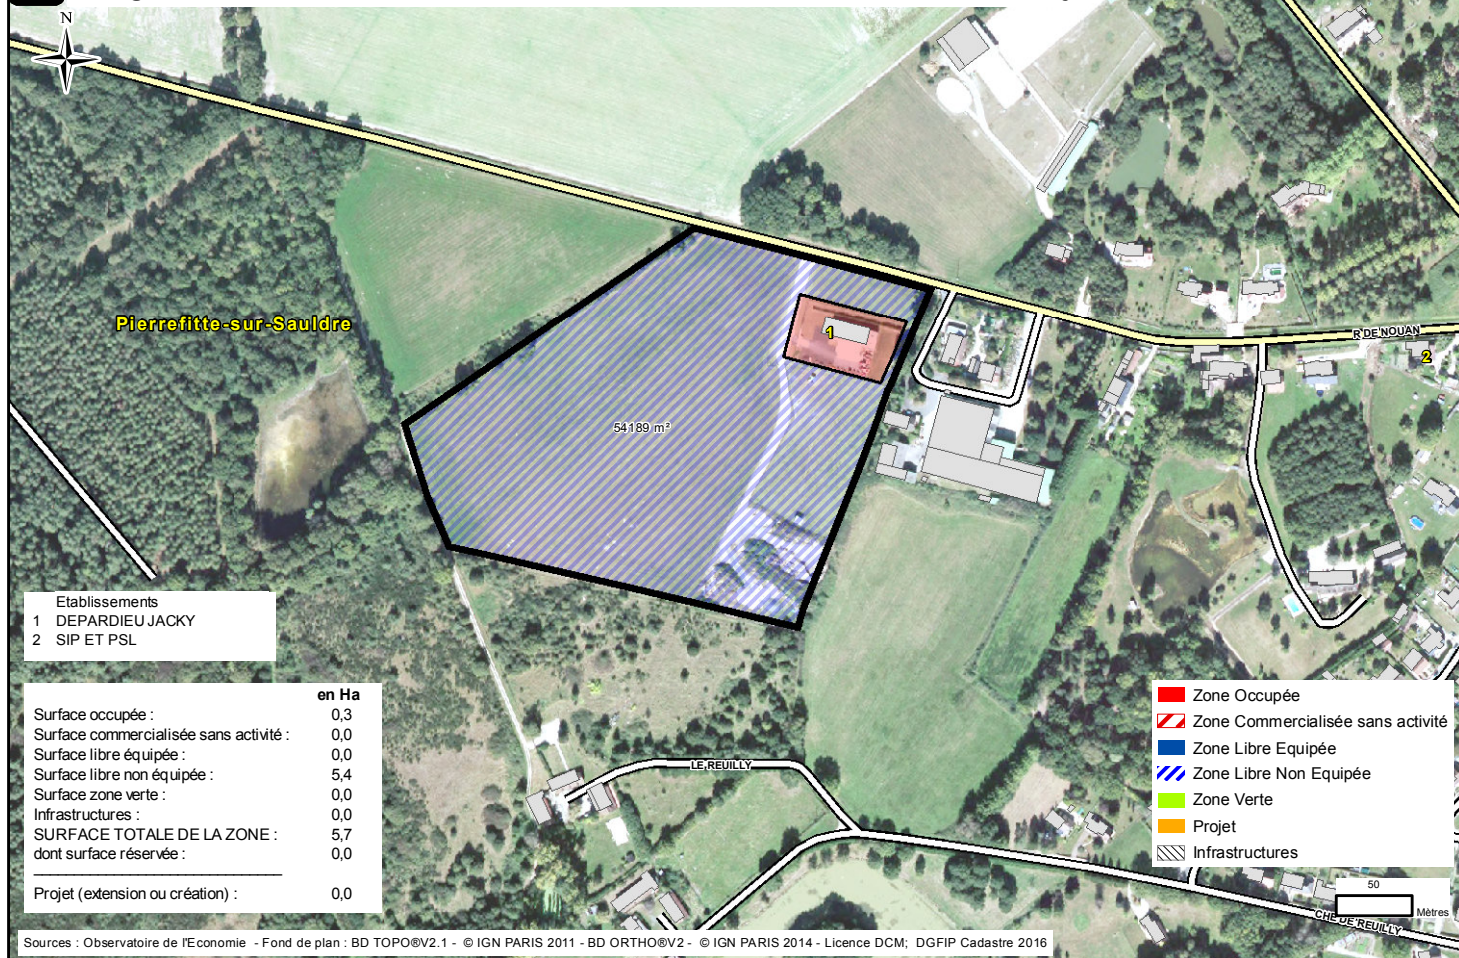 N
Pierrefitte-sur-Sauldre
1
R DE NOUAN
2
54189 m²
Etablissements
1 DEPARDIEU JACKY
2 SIP ET PSL
en Ha
Surface occupée : 0,3
Surface commercialisée sans activité : 0,0
Surface libre équipée : 0,0
Surface libre non équipée : 5,4
Surface zone verte : 0,0
Infrastructures : 0,0
SURFACE TOTALE DE LA ZONE : 5,7
dont surface réservée : 0,0
Projet (extension ou création) : 0,0
LE REUILLY
Zone Occupée
Zone Commercialisée sans activité
Zone Libre Equipée
Zone Libre Non Equipée
Zone Verte
Projet
Infrastructures
50
Mètres
CHE DE REUILLY
Sources : Observatoire de l'Economie - Fond de plan : BD TOPO®V2.1 - © IGN PARIS 2011 - BD ORTHO®V2 - © IGN PARIS 2014 - Licence DCM; DGFIP Cadastre 2016